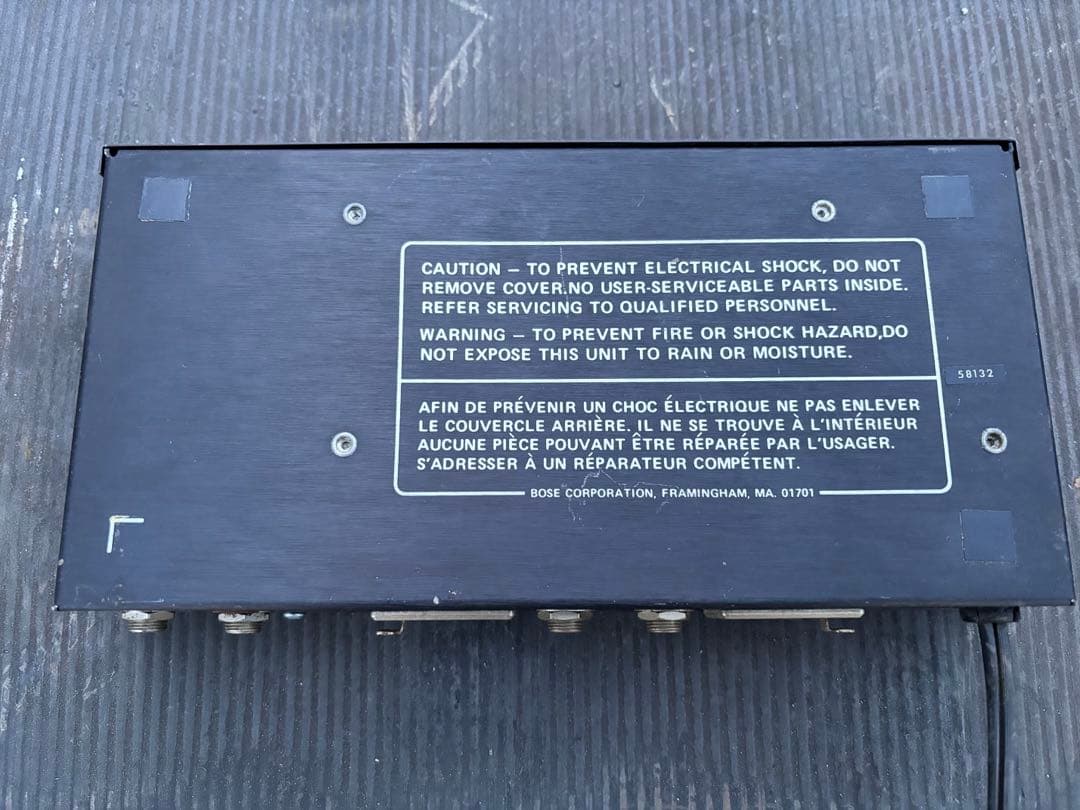 CAUTION – TO PREVENT ELECTRICAL SHOCK, DO NOT
REMOVE COVER.NO USER-SERVICEABLE PARTS INSIDE.
REFER SERVICING TO QUALIFIED PERSONNEL.
WARNING – TO PREVENT FIRE OR SHOCK HAZARD,DO
NOT EXPOSE THIS UNIT TO RAIN OR MOISTURE.
58132
AFIN DE PRÉVENIR UN CHOC ÉLECTRIQUE NE PAS ENLEVER
LE COUVERCLE ARRIÈRE. IL NE SE TROUVE À L'INTÉRIEUR
AUCUNE PIÈCE POUVANT ÊTRE RÉPARÉE PAR L'USAGER.
S'ADRESSER À UN RÉPARATEUR COMPÉTENT.
BOSE CORPORATION, FRAMINGHAM, MA. 01701